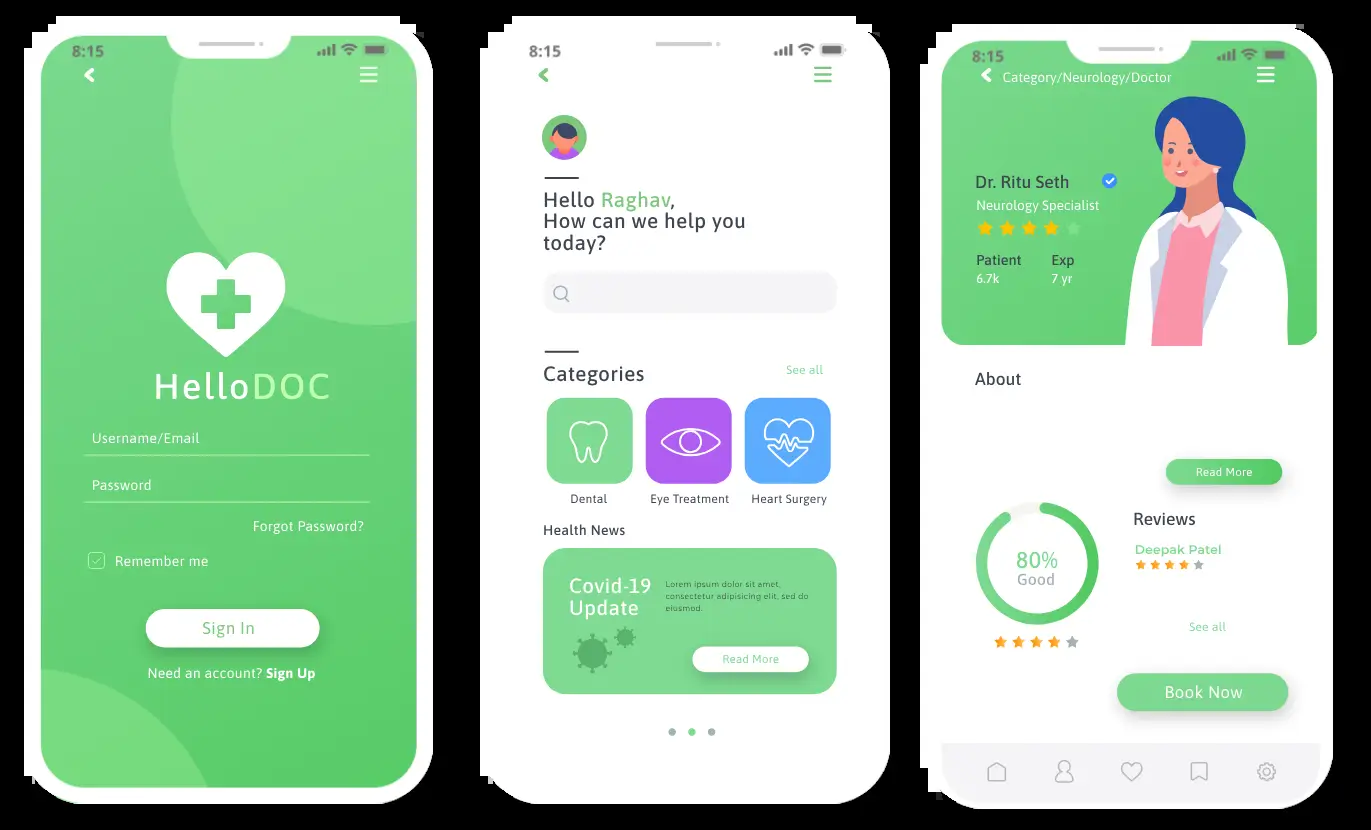 8:15
HelloDOC
Username/Email
Password
Forgot Password?
Remember me
Sign In
Need an account? Sign Up
8:15
Hello Raghav,
How can we help you
today?
Categories
See all
Dental
Eye Treatment
Heart Surgery
Health News
Covid-19
Update
Lorem ipsum dolor sit amet,
consectetur adipisicing elit, sed do
eiusmod.
Read More
8:15
Category/Neurology/Doctor
Dr. Ritu Seth
Neurology Specialist
Patient Exp
6.7k 7 yr
About
Read More
80%
Good
Reviews
Deepak Patel
See all
Book Now